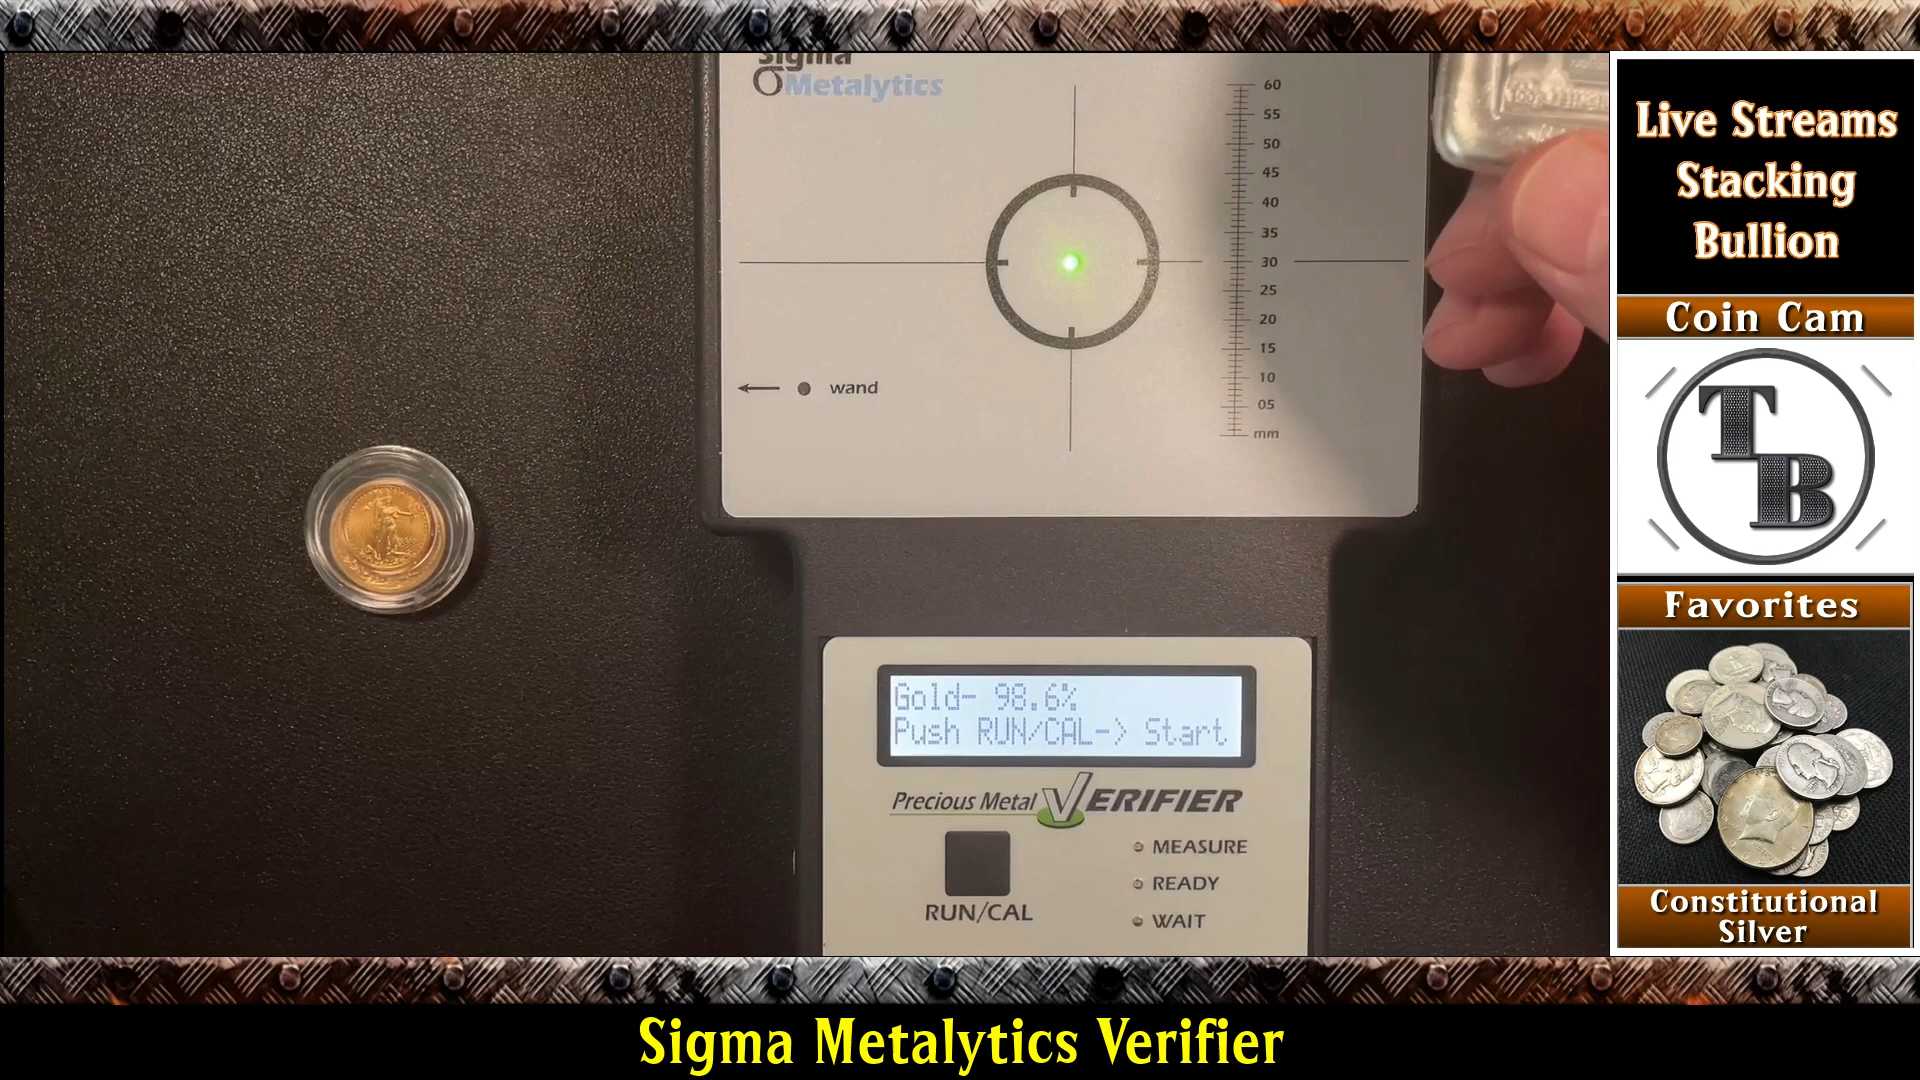 Sigma
Metalytics
60
55
50
45
40
35
30
25
20
15
10
05
mm
wand
Gold- 98.6%
Push RUN/CAL-> Start
Precious Metal VERIFIER
MEASURE
READY
WAIT
RUN/CAL
Live Streams
Stacking
Bullion
Coin Cam
TB
Favorites
Constitutional
Silver
Sigma Metalytics Verifier